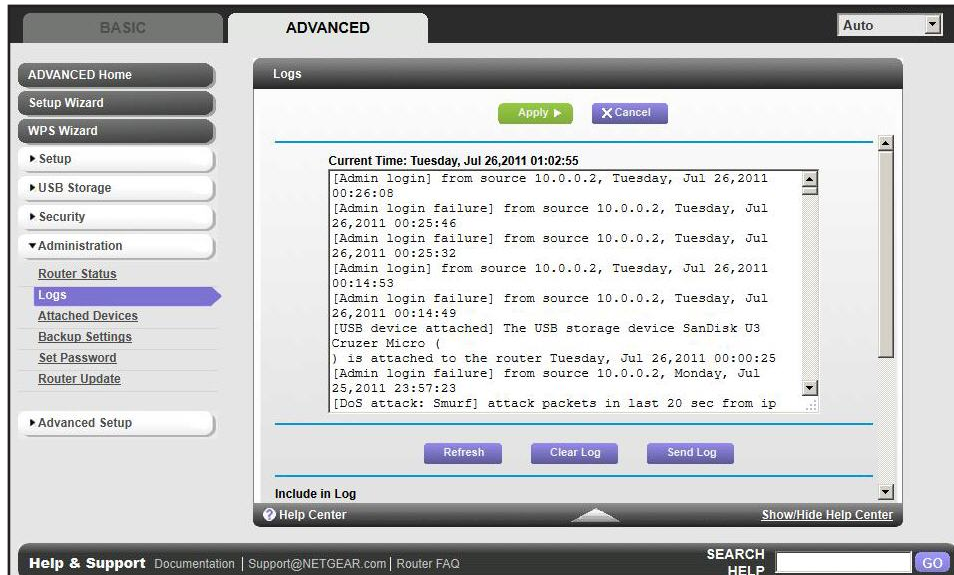 BASIC
ADVANCED
Auto
ADVANCED Home
Setup Wizard
WPS Wizard
Setup
USB Storage
Security
Administration
Router Status
Logs
Attached Devices
Backup Settings
Set Password
Router Update
Advanced Setup
Logs
Apply
Cancel
Current Time: Tuesday, Jul 26,2011 01:02:55
[Admin login] from source 10.0.0.2, Tuesday, Jul 26,2011
00:26:08
[Admin login failure] from source 10.0.0.2, Tuesday, Jul
26,2011 00:25:46
[Admin login failure] from source 10.0.0.2, Tuesday, Jul
26,2011 00:25:32
[Admin login] from source 10.0.0.2, Tuesday, Jul 26,2011
00:14:53
[Admin login failure] from source 10.0.0.2, Tuesday, Jul
26,2011 00:14:49
[USB device attached] The USB storage device SanDisk U3
Cruzer Micro (
) is attached to the router Tuesday, Jul 26,2011 00:00:25
[Admin login failure] from source 10.0.0.2, Monday, Jul
25,2011 23:57:23
[DoS attack: Smurf] attack packets in last 20 sec from ip
Refresh
Clear Log
Send Log
Include in Log
Help Center
Show/Hide Help Center
Help & Support Documentation | Support@NETGEAR.com | Router FAQ
SEARCH
HELP
GO